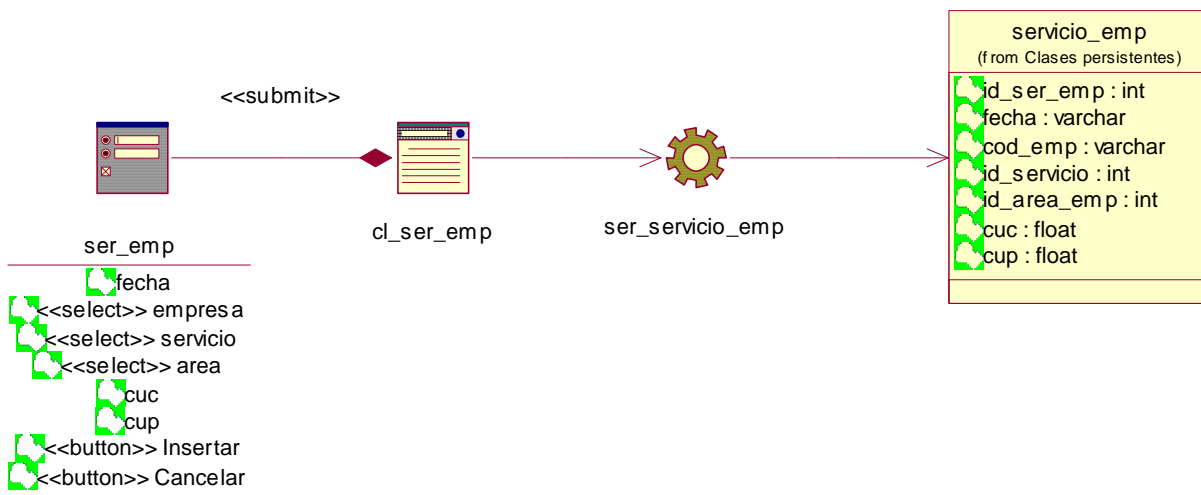 <<submit>>
ser_emp
fecha
<<select>> empresa
<<select>> servicio
<<select>> area
cuc
cup
<<button>> Insertar
<<button>> Cancelar
cl_ser_emp
ser_servicio_emp
servicio_emp
(from Clases persistentes)
id_ser_emp : int
fecha : varchar
cod_emp : varchar
id_servicio : int
id_area_emp : int
cuc : float
cup : float